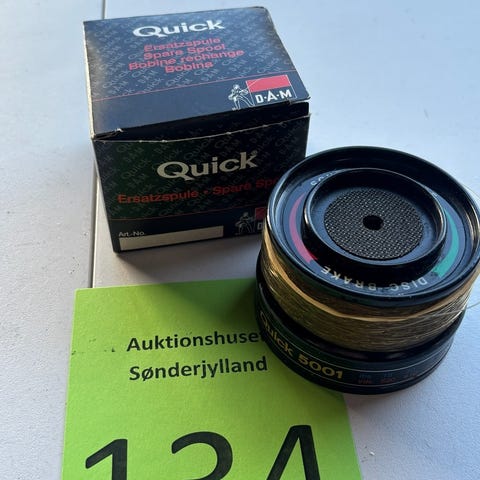 Quick
Ersatzspule
Spare Spool
Bobine rechange
Bobina
D·A·M
Quick
Ersatzspule · Spare Spo
Art.-No.
DISC BRAKE
Quick 5001
Auktionshuset
Sønderjylland
134